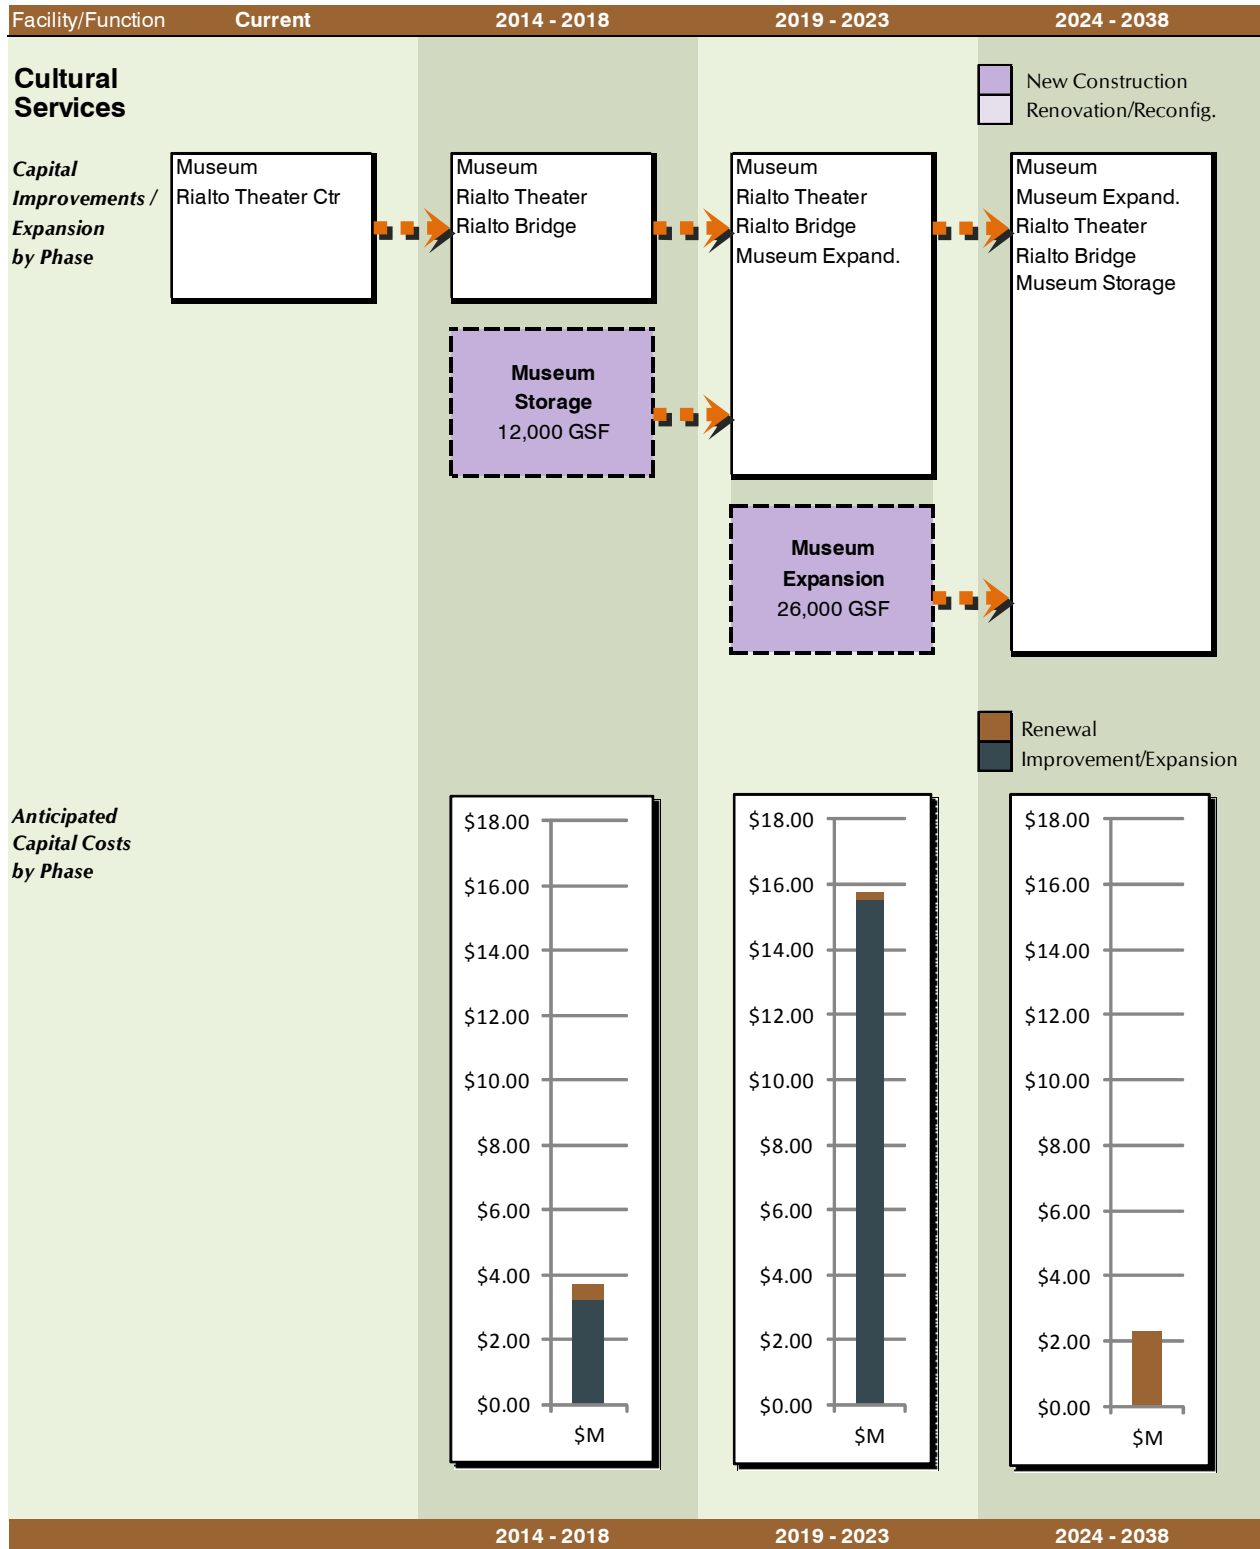 Facility/Function Current 2014 - 2018 2019 - 2023 2024 - 2038
Cultural
Services
New Construction
Renovation/Reconfig.
Capital
Improvements /
Expansion
by Phase
Museum
Rialto Theater Ctr
Museum
Rialto Theater
Rialto Bridge
Museum
Rialto Theater
Rialto Bridge
Museum Expand.
Museum
Museum Expand.
Rialto Theater
Rialto Bridge
Museum Storage
Museum
Storage
12,000 GSF
Museum
Expansion
26,000 GSF
Renewal
Improvement/Expansion
Anticipated
Capital Costs
by Phase
$18.00
$16.00
$14.00
$12.00
$10.00
$8.00
$6.00
$4.00
$2.00
$0.00
$M
$18.00
$16.00
$14.00
$12.00
$10.00
$8.00
$6.00
$4.00
$2.00
$0.00
$M
$18.00
$16.00
$14.00
$12.00
$10.00
$8.00
$6.00
$4.00
$2.00
$0.00
$M
2014 - 2018 2019 - 2023 2024 - 2038